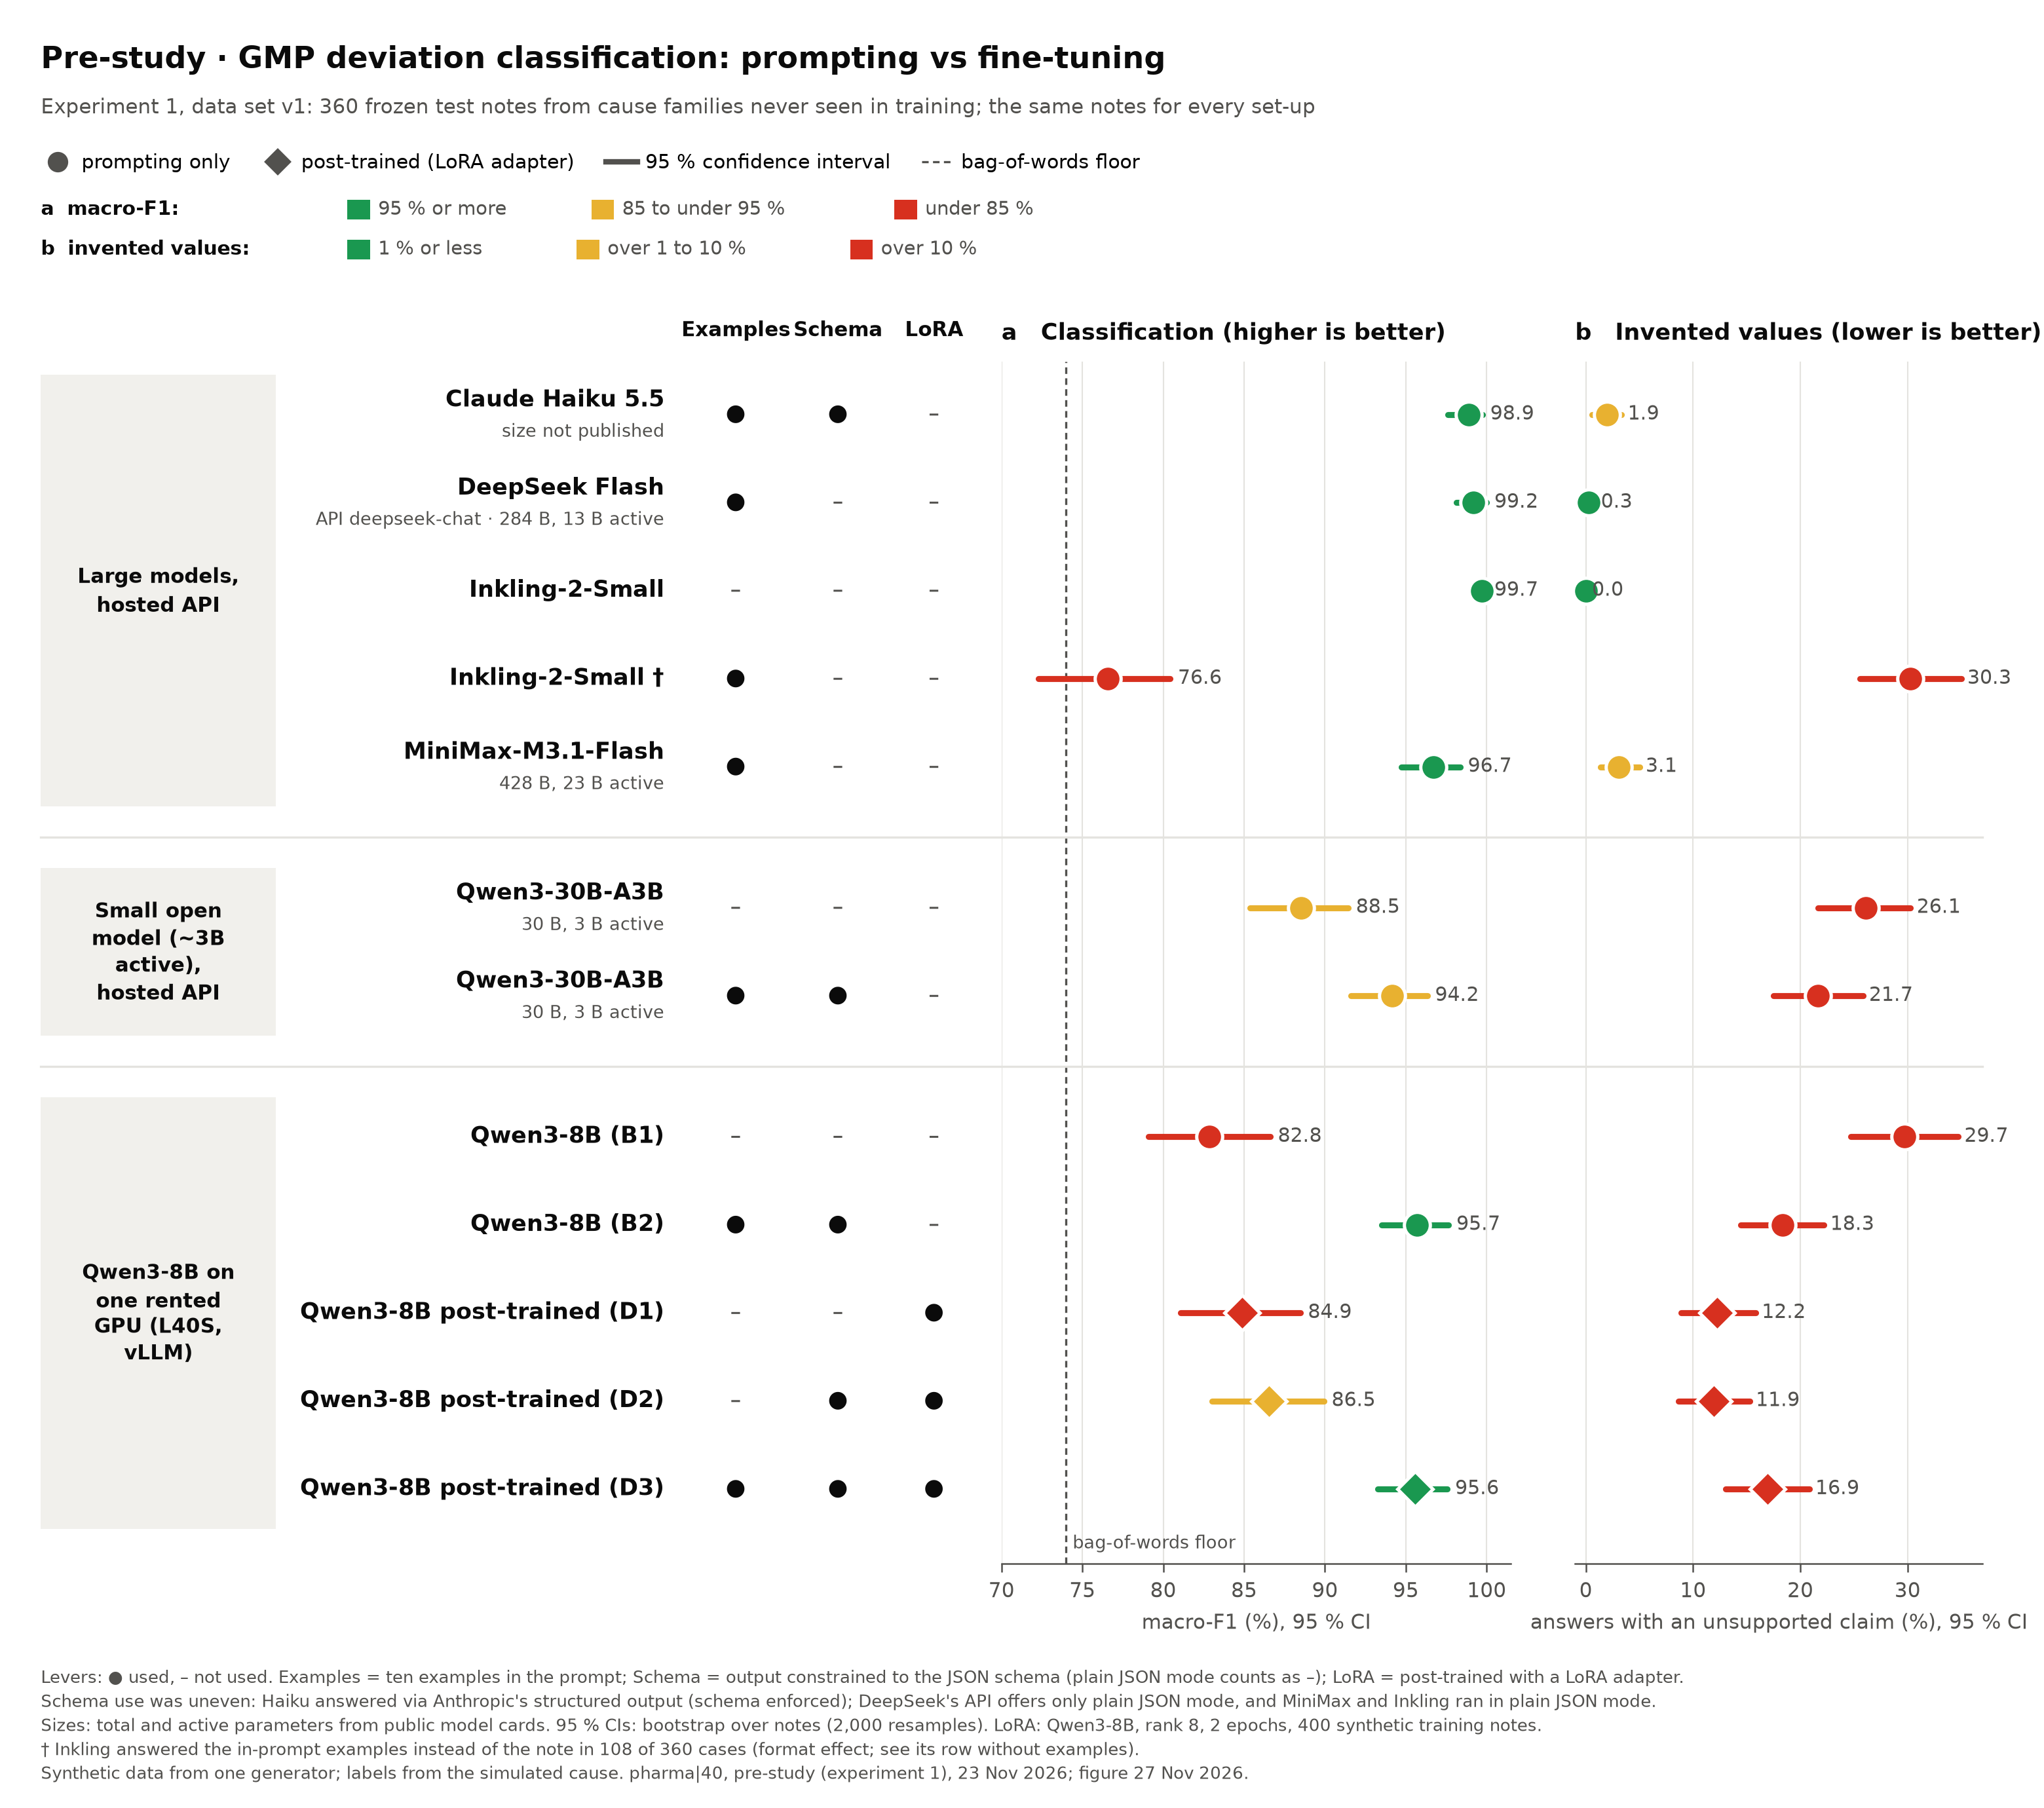 Pre-study · GMP deviation classification: prompting vs fine-tuning
Experiment 1, data set v1: 360 frozen test notes from cause families never seen in training; the same notes for every set-up
prompting only post-trained (LoRA adapter) 95 % confidence interval bag-of-words floor
a macro-F1: 95 % or more 85 to under 95 % under 85 %
b invented values: 1 % or less over 1 to 10 % over 10 %
Examples Schema LoRA a Classification (higher is better) b Invented values (lower is better)
Large models,
hosted API
Claude Haiku 5.5 – 98.9 1.9
size not published
DeepSeek Flash – – 99.2 0.3
API deepseek-chat · 284 B, 13 B active
Inkling-2-Small – – – 99.7 0.0
Inkling-2-Small † – – 76.6 30.3
MiniMax-M3.1-Flash – – 96.7 3.1
428 B, 23 B active
Small open
model (~3B
active),
hosted API
Qwen3-30B-A3B – – – 88.5 26.1
30 B, 3 B active
Qwen3-30B-A3B – 94.2 21.7
30 B, 3 B active
Qwen3-8B on
one rented
GPU (L40S,
vLLM)
Qwen3-8B (B1) – – – 82.8 29.7
Qwen3-8B (B2) – 95.7 18.3
Qwen3-8B post-trained (D1) – – 84.9 12.2
Qwen3-8B post-trained (D2) – 86.5 11.9
Qwen3-8B post-trained (D3) 95.6 16.9
bag-of-words floor
70 75 80 85 90 95 100 0 10 20 30
macro-F1 (%), 95 % CI answers with an unsupported claim (%), 95 % CI
Levers: ● used, – not used. Examples = ten examples in the prompt; Schema = output constrained to the JSON schema (plain JSON mode counts as –); LoRA = post-trained with a LoRA adapter.
Schema use was uneven: Haiku answered via Anthropic's structured output (schema enforced); DeepSeek's API offers only plain JSON mode, and MiniMax and Inkling ran in plain JSON mode.
Sizes: total and active parameters from public model cards. 95 % CIs: bootstrap over notes (2,000 resamples). LoRA: Qwen3-8B, rank 8, 2 epochs, 400 synthetic training notes.
† Inkling answered the in-prompt examples instead of the note in 108 of 360 cases (format effect; see its row without examples).
Synthetic data from one generator; labels from the simulated cause. pharma|40, pre-study (experiment 1), 23 Nov 2026; figure 27 Nov 2026.